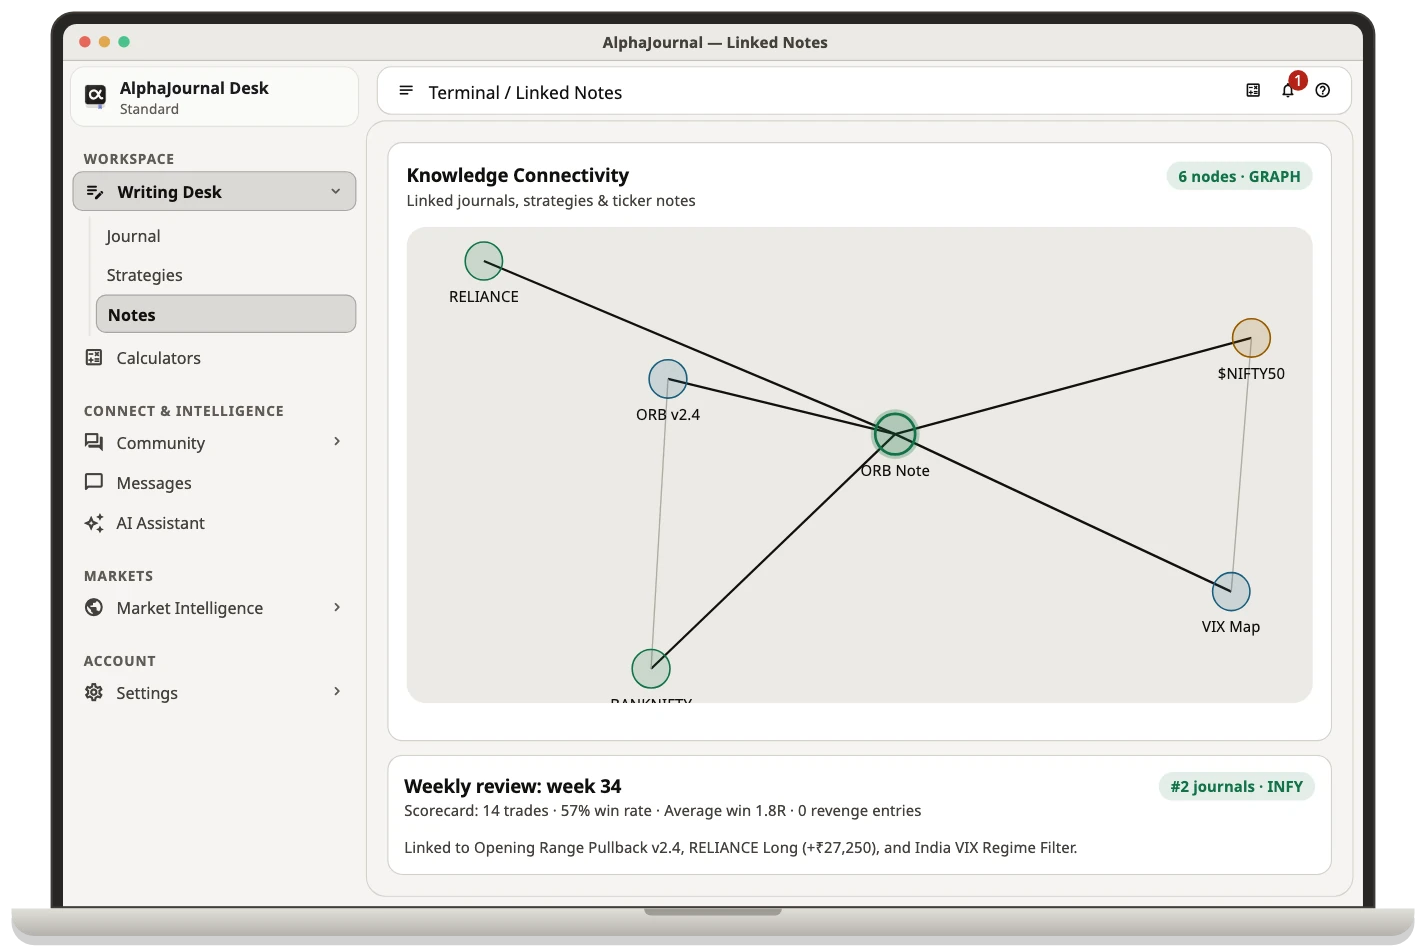 AlphaJournal — Linked Notes
AlphaJournal Desk
Standard
WORKSPACE
Writing Desk
Journal
Strategies
Notes
Calculators
CONNECT & INTELLIGENCE
Community
Messages
AI Assistant
MARKETS
Market Intelligence
ACCOUNT
Settings
Terminal / Linked Notes
1
Knowledge Connectivity
6 nodes · GRAPH
Linked journals, strategies & ticker notes
RELIANCE
$NIFTY50
ORB v2.4
ORB Note
VIX Map
BANKNIFTY
Weekly review: week 34
#2 journals · INFY
Scorecard: 14 trades · 57% win rate · Average win 1.8R · 0 revenge entries
Linked to Opening Range Pullback v2.4, RELIANCE Long (+₹27,250), and India VIX Regime Filter.